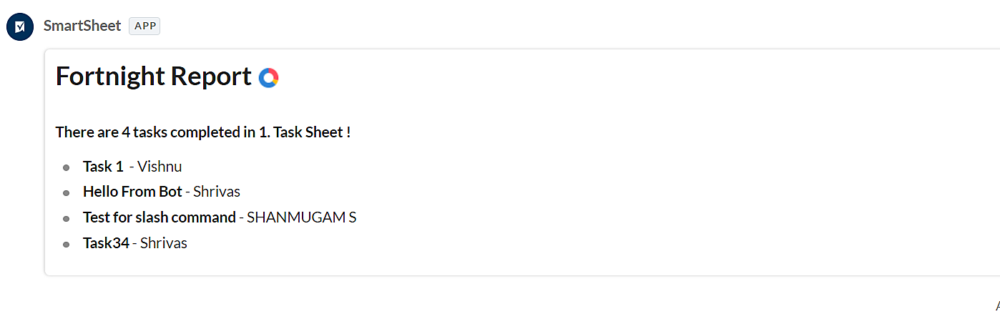 SmartSheet APP
Fortnight Report
There are 4 tasks completed in 1. Task Sheet !
Task 1 - Vishnu
Hello From Bot - Shrivas
Test for slash command - SHANMUGAM S
Task34 - Shrivas